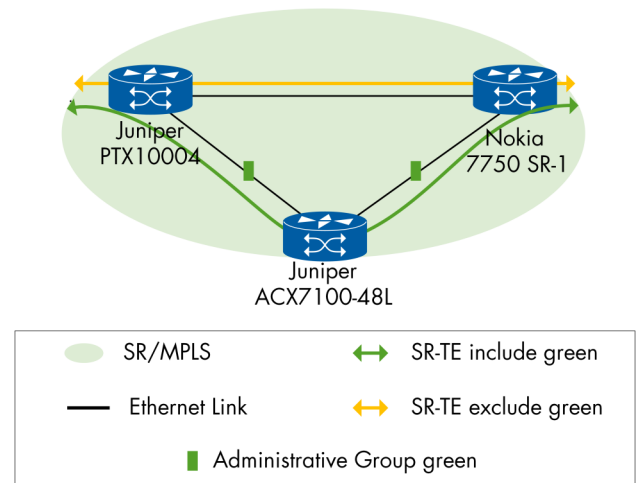 Juniper
PTX10004
Nokia
7750 SR-1
Juniper
ACX7100-48L
SR/MPLS
SR-TE include green
Ethernet Link
SR-TE exclude green
Administrative Group green